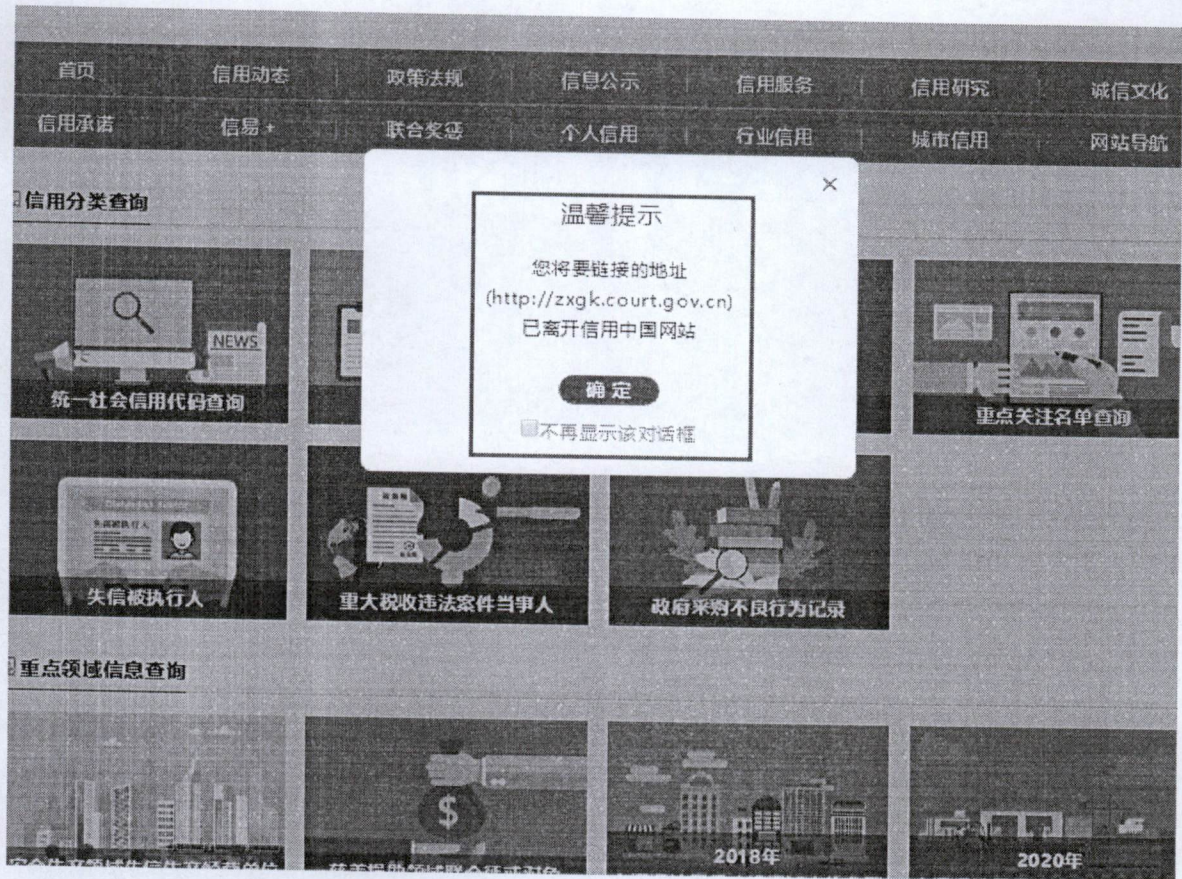 首页 信用动态 政策法规 信息公示 信用服务 信用研究 诚信文化
信用承诺 信易+ 联合奖惩 个人信用 行业信用 城市信用 网站导航
信用分类查询
×
温馨提示
您将要链接的地址
(http://zxgk.court.gov.cn)
已离开信用中国网站
确定
不再显示该对话框
NEWS
统一社会信用代码查询
重点关注名单查询
失信被执行人
失信被执行人
重大税收违法案件当事人
政府采购不良行为记录
重点领域信息查询
$
2018年
2020年